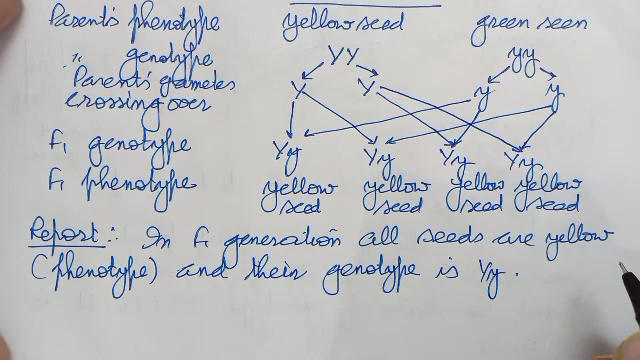 Parent's phenotype yellow seed green seen
" genotype YY yy
Parent's gametes Y Y y y
crossing over
F1 genotype Yy Yy Yy Yy
F1 phenotype yellow seed yellow seed yellow seed yellow seed
Report:- In F1 generation all seeds are yellow
(phenotype) and their genotype is Yy.